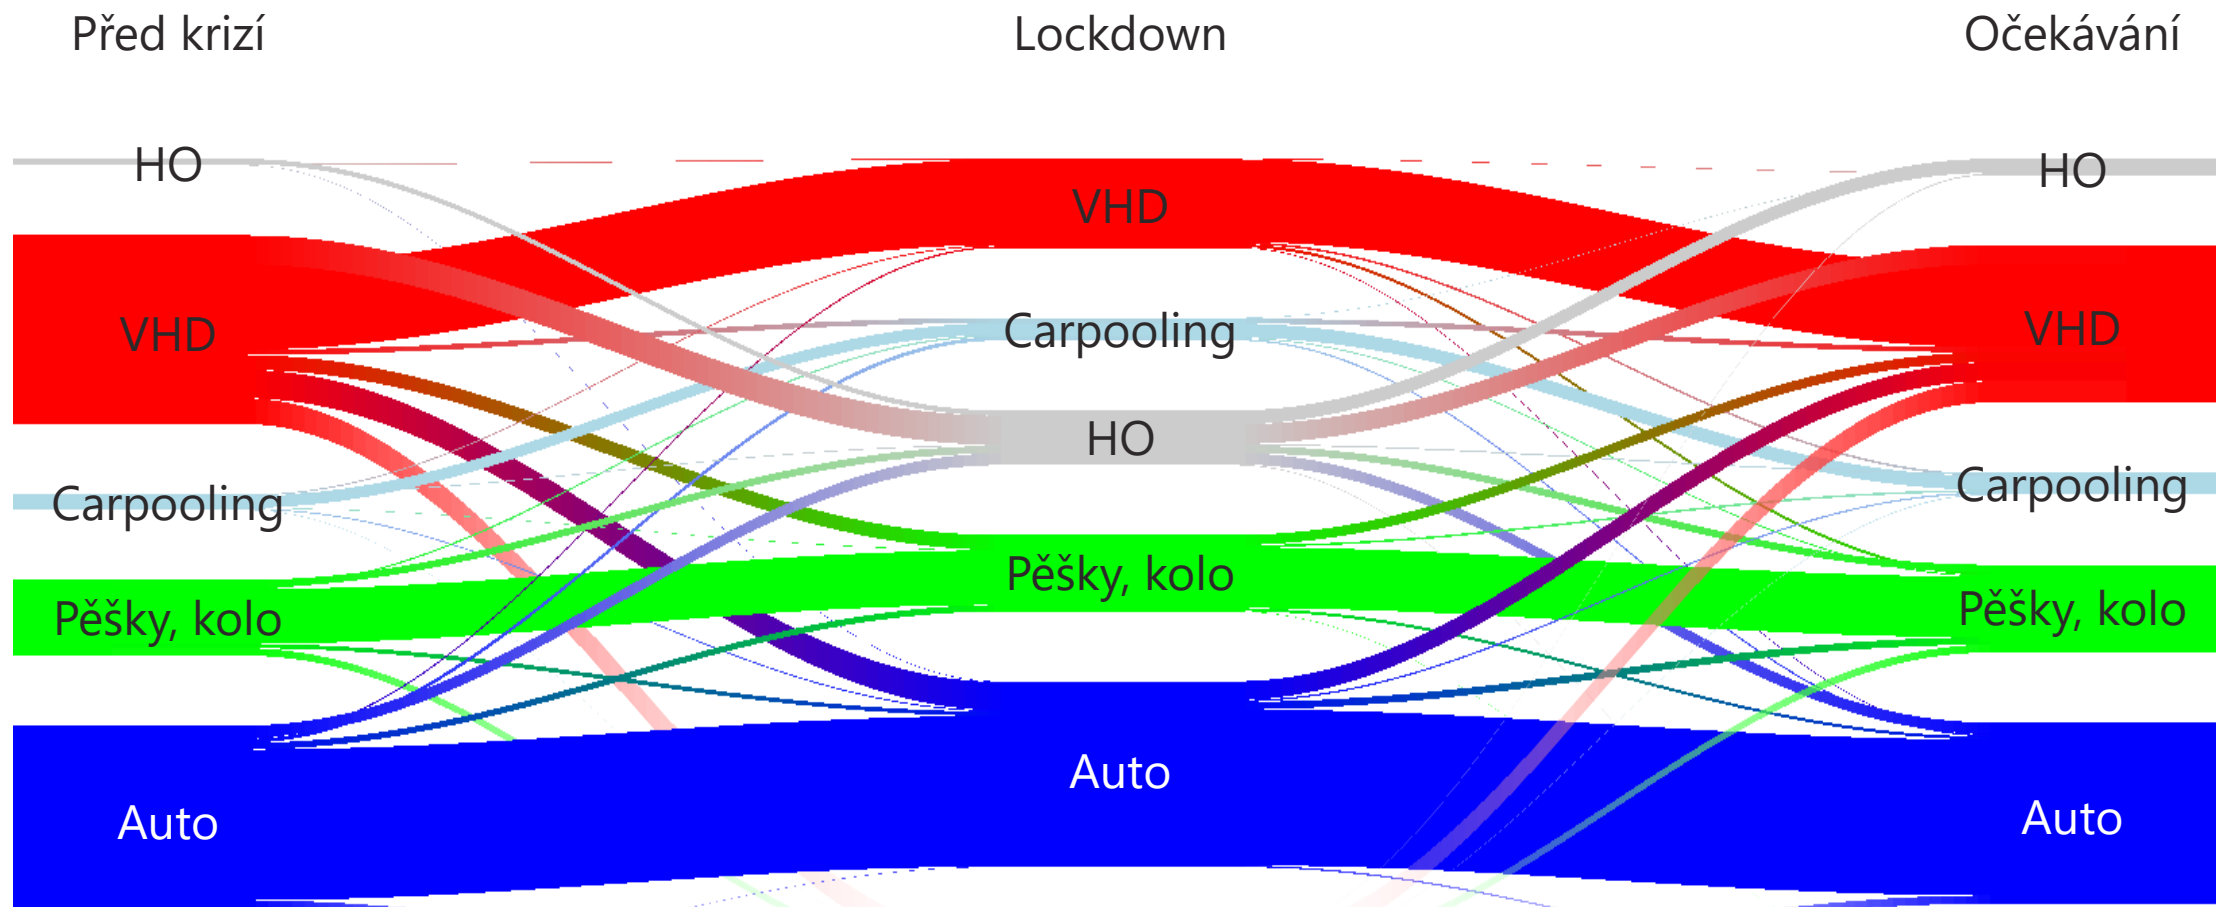 Před krizí
Lockdown
Očekávání
HO
VHD
Carpooling
Pěšky, kolo
Auto
VHD
Carpooling
HO
Pěšky, kolo
Auto
HO
VHD
Carpooling
Pěšky, kolo
Auto